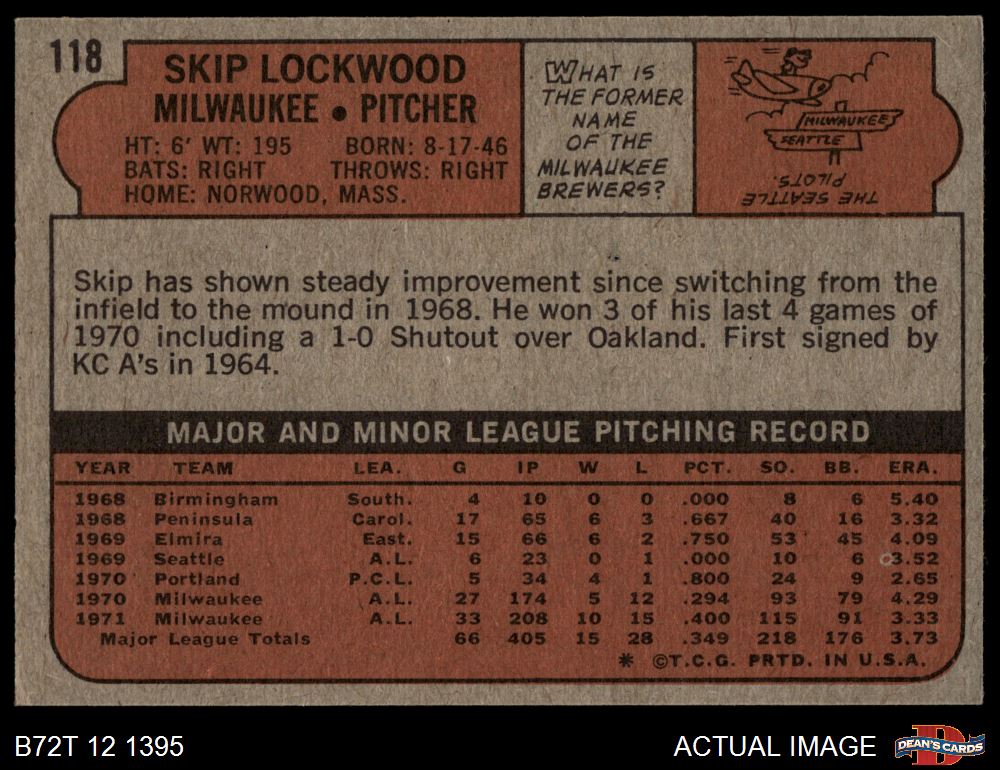 118
SKIP LOCKWOOD
MILWAUKEE • PITCHER
HT: 6' WT: 195 BORN: 8-17-46
BATS: RIGHT THROWS: RIGHT
HOME: NORWOOD, MASS.
WHAT IS
THE FORMER
NAME
OF THE
MILWAUKEE
BREWERS?
MILWAUKEE
SEATTLE
THE SEATTLE
PILOTS.
Skip has shown steady improvement since switching from the
infield to the mound in 1968. He won 3 of his last 4 games of
1970 including a 1-0 Shutout over Oakland. First signed by
KC A's in 1964.
MAJOR AND MINOR LEAGUE PITCHING RECORD
YEAR TEAM LEA. G IP W L PCT. SO. BB. ERA.
1968 Birmingham South. 4 10 0 0 .000 8 6 5.40
1968 Peninsula Carol. 17 65 6 3 .667 40 16 3.32
1969 Elmira East. 15 66 6 2 .750 53 45 4.09
1969 Seattle A.L. 6 23 0 1 .000 10 6 3.52
1970 Portland P.C.L. 5 34 4 1 .800 24 9 2.65
1970 Milwaukee A.L. 27 174 5 12 .294 93 79 4.29
1971 Milwaukee A.L. 33 208 10 15 .400 115 91 3.33
Major League Totals 66 405 15 28 .349 218 176 3.73
* ©T.C.G. PRTD. IN U.S.A.
B72T 12 1395
ACTUAL IMAGE
D
DEAN'S CARDS